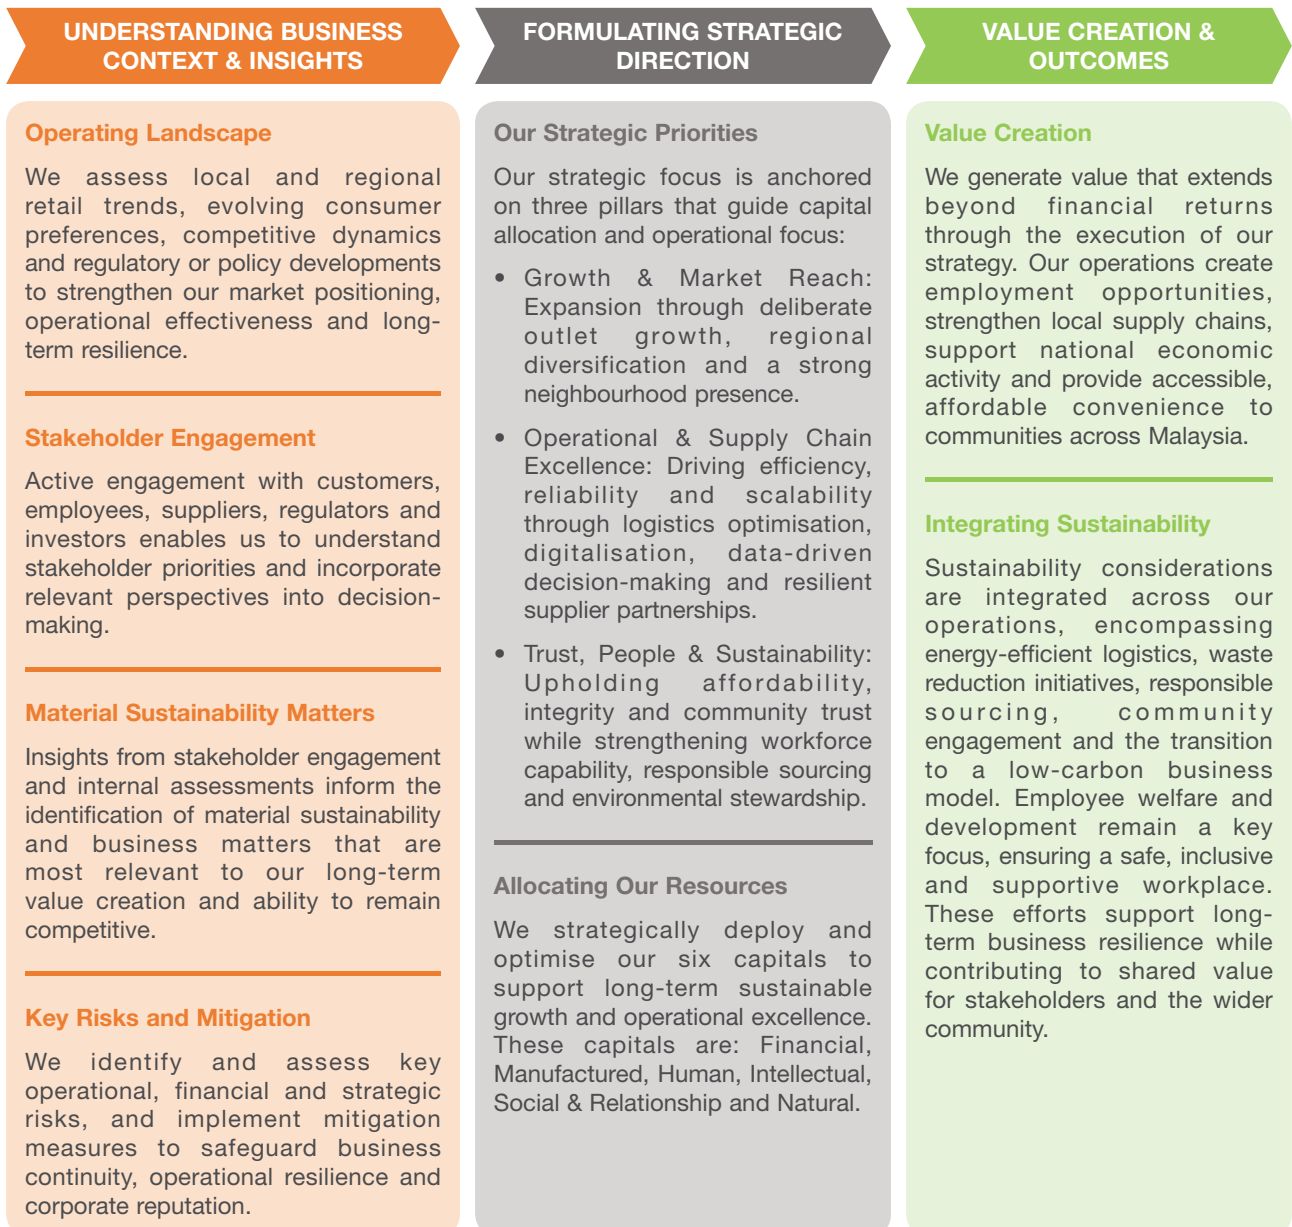 UNDERSTANDING BUSINESS
CONTEXT & INSIGHTS
Operating Landscape
We assess local and regional
retail trends, evolving consumer
preferences, competitive dynamics
and regulatory or policy developments
to strengthen our market positioning,
operational effectiveness and long-
term resilience.
Stakeholder Engagement
Active engagement with customers,
employees, suppliers, regulators and
investors enables us to understand
stakeholder priorities and incorporate
relevant perspectives into decision-
making.
Material Sustainability Matters
Insights from stakeholder engagement
and internal assessments inform the
identification of material sustainability
and business matters that are
most relevant to our long-term
value creation and ability to remain
competitive.
Key Risks and Mitigation
We identify and assess key
operational, financial and strategic
risks, and implement mitigation
measures to safeguard business
continuity, operational resilience and
corporate reputation.
FORMULATING STRATEGIC
DIRECTION
Our Strategic Priorities
Our strategic focus is anchored
on three pillars that guide capital
allocation and operational focus:
• Growth & Market Reach:
Expansion through deliberate
outlet growth, regional
diversification and a strong
neighbourhood presence.
• Operational & Supply Chain
Excellence: Driving efficiency,
reliability and scalability
through logistics optimisation,
digitalisation, data-driven
decision-making and resilient
supplier partnerships.
• Trust, People & Sustainability:
Upholding affordability,
integrity and community trust
while strengthening workforce
capability, responsible sourcing
and environmental stewardship.
Allocating Our Resources
We strategically deploy and
optimise our six capitals to
support long-term sustainable
growth and operational excellence.
These capitals are: Financial,
Manufactured, Human, Intellectual,
Social & Relationship and Natural.
VALUE CREATION &
OUTCOMES
Value Creation
We generate value that extends
beyond financial returns
through the execution of our
strategy. Our operations create
employment opportunities,
strengthen local supply chains,
support national economic
activity and provide accessible,
affordable convenience to
communities across Malaysia.
Integrating Sustainability
Sustainability considerations
are integrated across our
operations, encompassing
energy-efficient logistics, waste
reduction initiatives, responsible
sourcing, community
engagement and the transition
to a low-carbon business
model. Employee welfare and
development remain a key
focus, ensuring a safe, inclusive
and supportive workplace.
These efforts support long-
term business resilience while
contributing to shared value
for stakeholders and the wider
community.